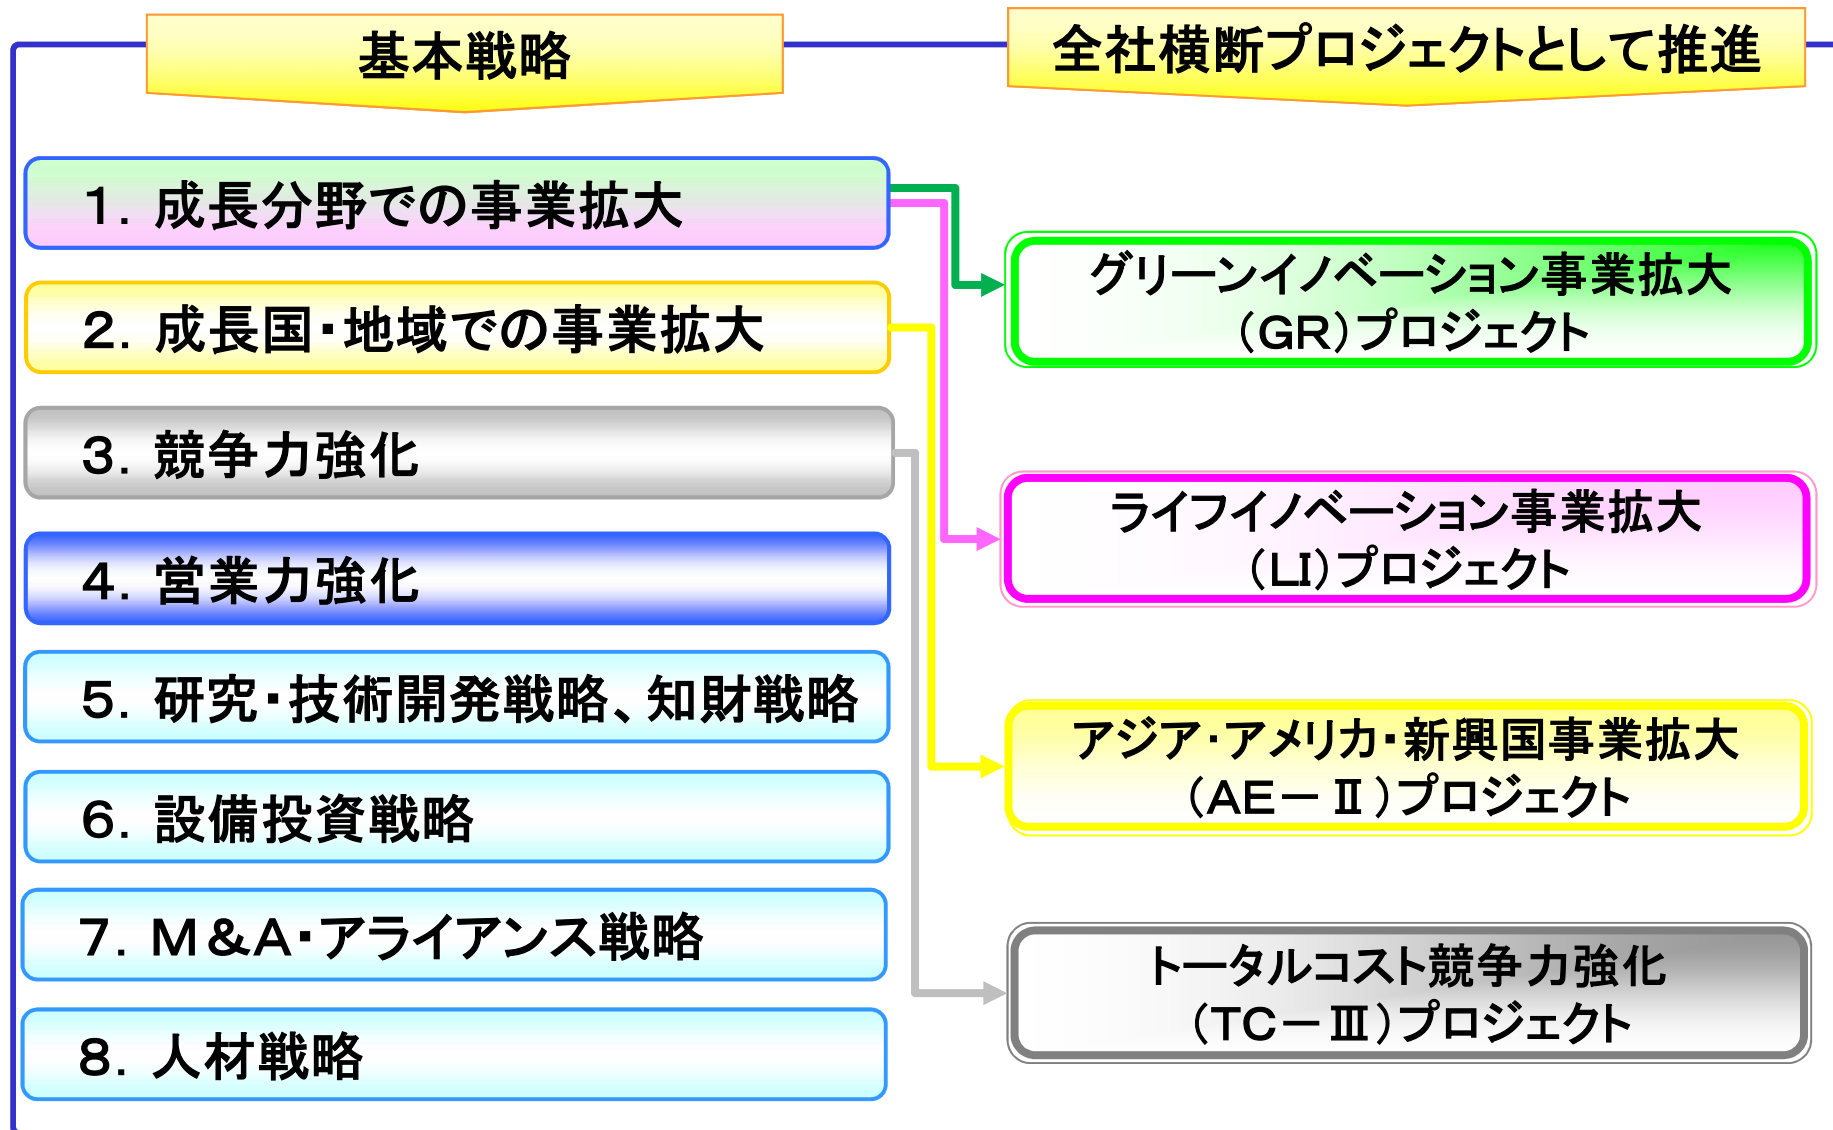 基本戦略
全社横断プロジェクトとして推進
１．成長分野での事業拡大
２．成長国・地域での事業拡大
３．競争力強化
４．営業力強化
５．研究・技術開発戦略、知財戦略
６．設備投資戦略
７．Ｍ＆Ａ・アライアンス戦略
８．人材戦略
グリーンイノベーション事業拡大
（ＧＲ）プロジェクト
ライフイノベーション事業拡大
（ＬＩ）プロジェクト
アジア・アメリカ・新興国事業拡大
（ＡＥ－Ⅱ）プロジェクト
トータルコスト競争力強化
（ＴＣ－Ⅲ）プロジェクト